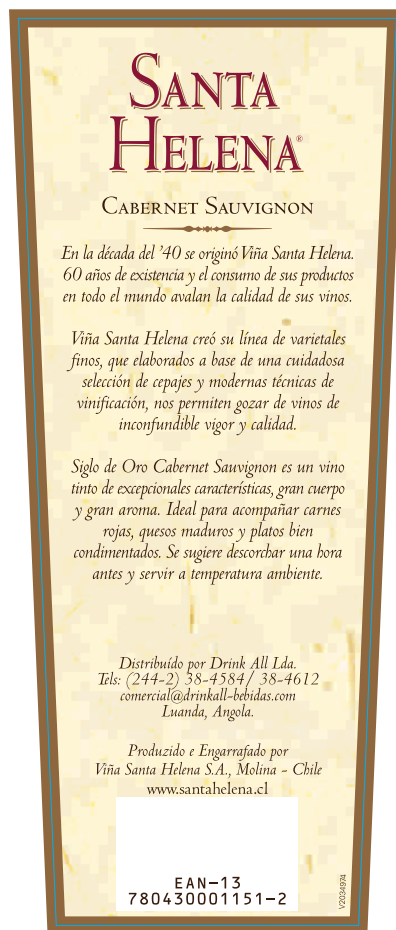 SANTA
HELENA®
CABERNET SAUVIGNON
En la década del '40 se originó Viña Santa Helena.
60 años de existencia y el consumo de sus productos
en todo el mundo avalan la calidad de sus vinos.
Viña Santa Helena creó su línea de varietales
finos, que elaborados a base de una cuidadosa
selección de cepajes y modernas técnicas de
vinificación, nos permiten gozar de vinos de
inconfundible vigor y calidad.
Siglo de Oro Cabernet Sauvignon es un vino
tinto de excepcionales características, gran cuerpo
y gran aroma. Ideal para acompañar carnes
rojas, quesos maduros y platos bien
condimentados. Se sugiere descorchar una hora
antes y servir a temperatura ambiente.
Distribuído por Drink All Lda.
Tels: (244-2) 38-4584/ 38-4612
comercial@drinkall-bebidas.com
Luanda, Angola.
Produzido e Engarrafado por
Viña Santa Helena S.A., Molina - Chile
www.santahelena.cl
EAN-13
780430001151-2
V2034974